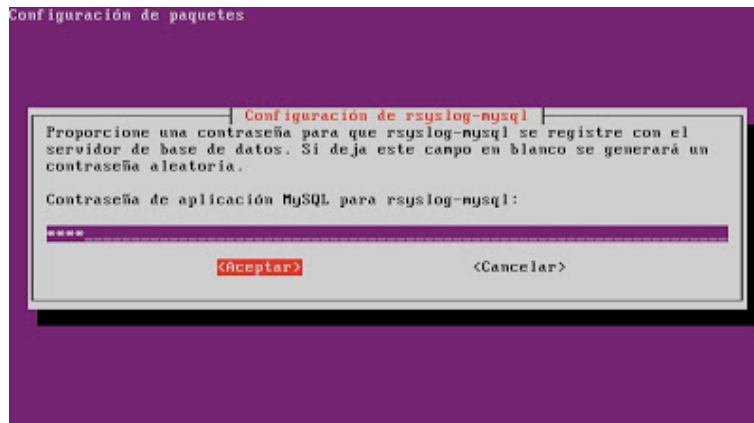 Configuración de paquetes
Configuración de rsyslog-mysql
Proporcione una contraseña para que rsyslog-mysql se registre con el
servidor de base de datos. Si deja este campo en blanco se generará un
contraseña aleatoria.
Contraseña de aplicación MySQL para rsyslog-mysql:
****
<Aceptar> <Cancelar>